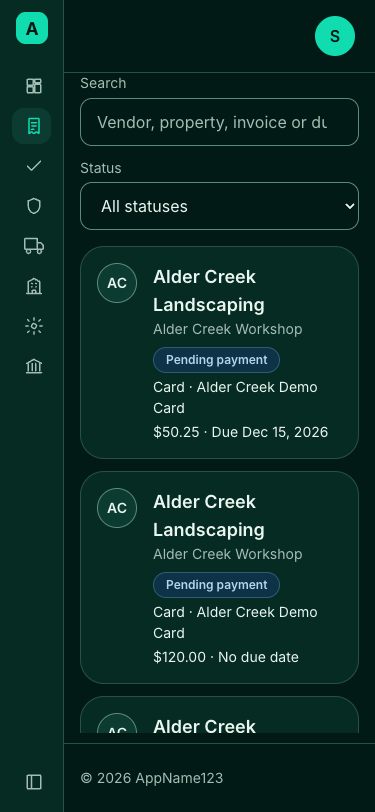 A
S
Search
Vendor, property, invoice or du
Status
All statuses
AC
Alder Creek
Landscaping
Alder Creek Workshop
Pending payment
Card · Alder Creek Demo
Card
$50.25 · Due Dec 15, 2026
AC
Alder Creek
Landscaping
Alder Creek Workshop
Pending payment
Card · Alder Creek Demo
Card
$120.00 · No due date
AC
Alder Creek
© 2026 AppName123